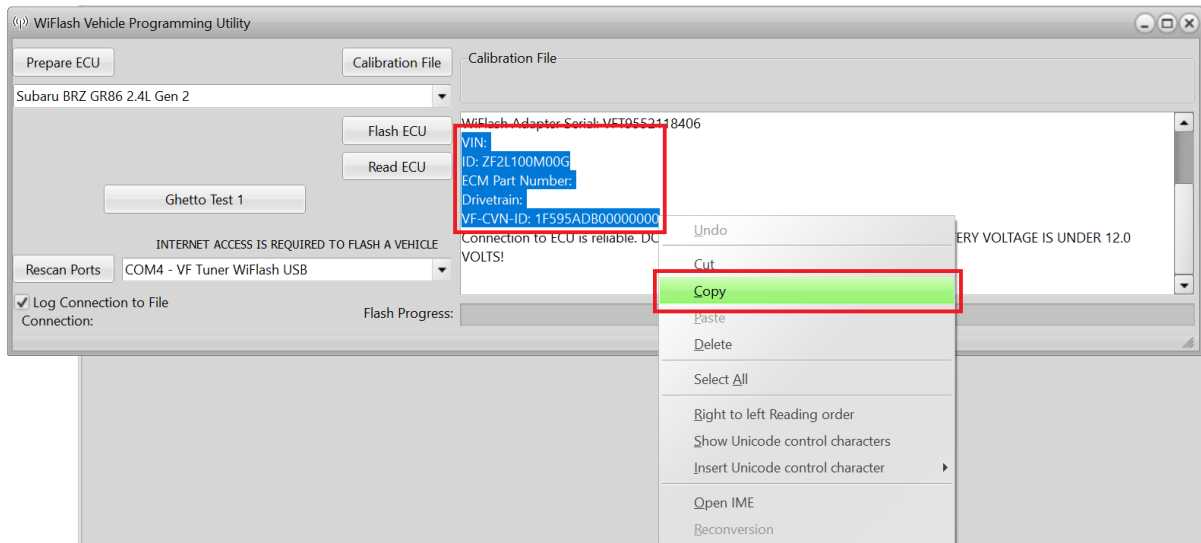 WiFlash Vehicle Programming Utility
Prepare ECU
Calibration File
Calibration File
Subaru BRZ GR86 2.4L Gen 2
Flash ECU
Read ECU
Ghetto Test 1
INTERNET ACCESS IS REQUIRED TO FLASH A VEHICLE
Rescan Ports
COM4 - VF Tuner WiFlash USB
Log Connection to File
Connection:
Flash Progress:
WiFlash Adapter Serial: VFT9552118406
VIN:
ID: ZF2L100M00G
ECM Part Number:
Drivetrain:
VF-CVN-ID: 1F595ADB00000000
Connection to ECU is reliable. DO ERY VOLTAGE IS UNDER 12.0
VOLTS!
Undo
Cut
Copy
Paste
Delete
Select All
Right to left Reading order
Show Unicode control characters
Insert Unicode control character
Open IME
Reconversion